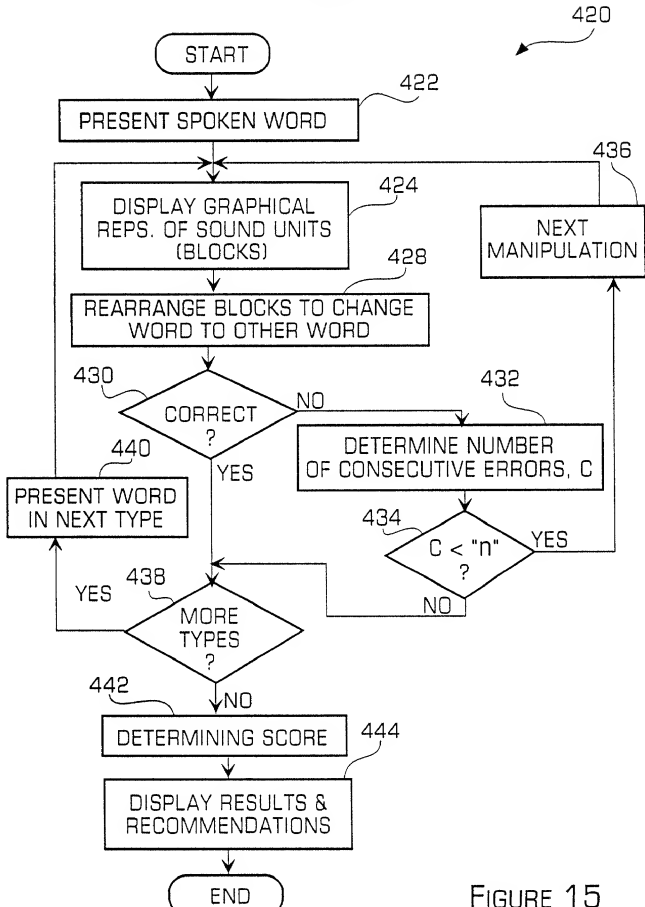 420
START
422
PRESENT SPOKEN WORD
436
424
DISPLAY GRAPHICAL
REPS. OF SOUND UNITS
(BLOCKS)
NEXT
MANIPULATION
428
REARRANGE BLOCKS TO CHANGE
WORD TO OTHER WORD
430
CORRECT
?
NO
YES
432
DETERMINE NUMBER
OF CONSECUTIVE ERRORS, C
440
PRESENT WORD
IN NEXT TYPE
434
C < "n"
?
YES
NO
438
YES
MORE
TYPES
?
NO
442
DETERMINING SCORE
444
DISPLAY RESULTS &
RECOMMENDATIONS
END
FIGURE 15